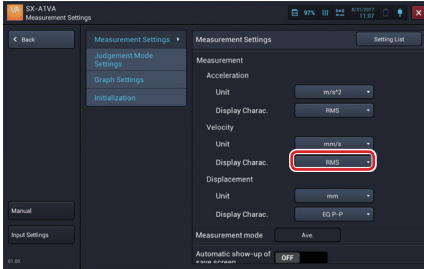 SX-A1VA
Measurement Settings
97%
8/31/2017
11:07
< Back
Measurement Settings
Judgement Mode
Settings
Graph Settings
Initialization
Measurement Settings
Setting List
Measurement
Acceleration
Unit m/s^2
Display Charac. RMS
Velocity
Unit mm/s
Display Charac. RMS
Displacement
Unit mm
Display Charac. EQ P-P
Measurement mode Ave.
Automatic show-up of OFF
save screen
Manual
Input Settings